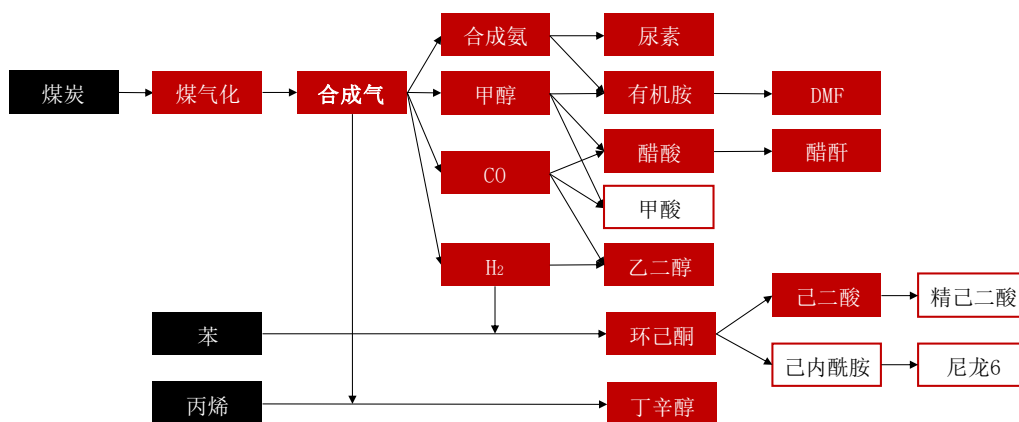 合成氨
尿素
煤炭
煤气化
合成气
甲醇
有机胺
DMF
CO
醋酸
醋酐
甲酸
H₂
乙二醇
己二酸
精己二酸
苯
环己酮
己内酰胺
尼龙6
丙烯
丁辛醇